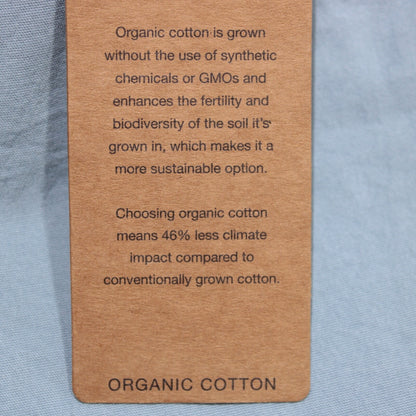 Organic cotton is grown
without the use of synthetic
chemicals or GMOs and
enhances the fertility and
biodiversity of the soil it's
grown in, which makes it a
more sustainable option.
Choosing organic cotton
means 46% less climate
impact compared to
conventionally grown cotton.
ORGANIC COTTON